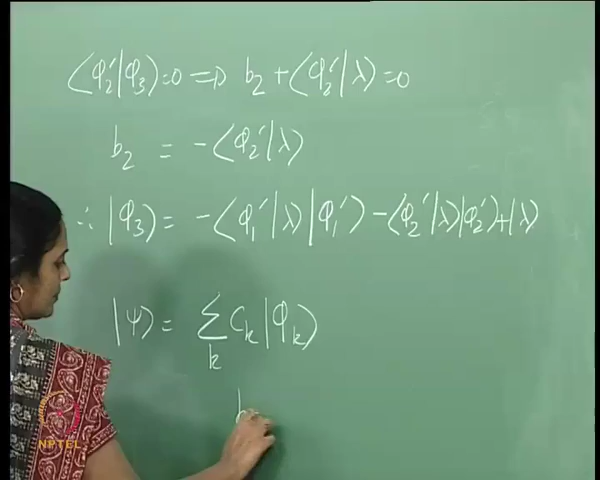 ⟨φ₂′|φ₃⟩=0 ⟹ b₂ + ⟨φ₂′|λ⟩=0
b₂ = -⟨φ₂′|λ⟩
∴ |φ₃⟩ = -⟨φ₁′|λ⟩|φ₁′⟩ -⟨φ₂′|λ⟩|φ₂′⟩+|λ⟩
|ψ⟩ = ∑ₖ Cₖ|φₖ⟩
NPTEL